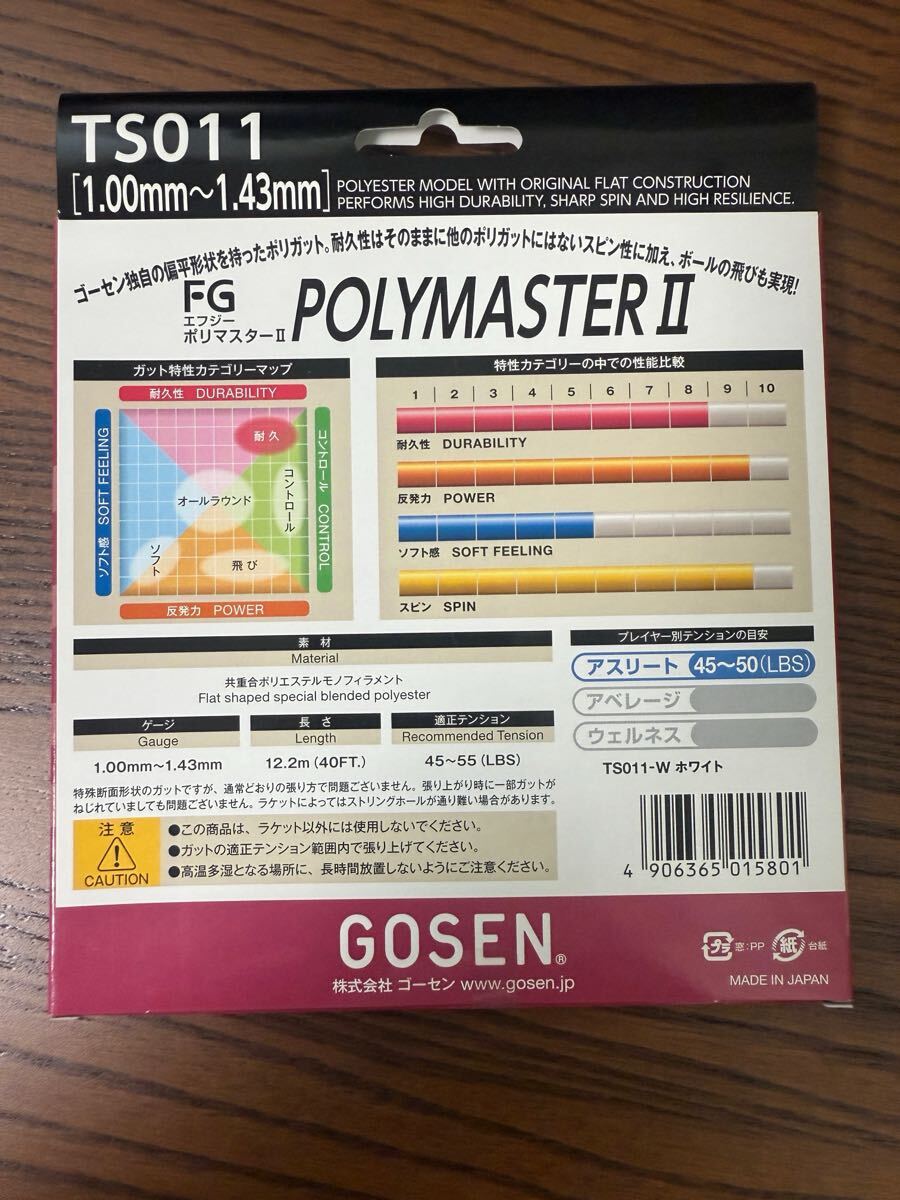 TS011
[1.00mm～1.43mm]
POLYESTER MODEL WITH ORIGINAL FLAT CONSTRUCTION
PERFORMS HIGH DURABILITY, SHARP SPIN AND HIGH RESILIENCE.
ゴーセン独自の偏平形状を持ったポリガット。耐久性はそのままに他のポリガットにはないスピン性に加え、ボールの飛びも実現!
FG
エフジー
ポリマスターII
POLYMASTER II
ガット特性カテゴリーマップ
耐久性 DURABILITY
ソフト感 SOFT FEELING
コントロール CONTROL
耐久
オールラウンド
コントロール
ソフト
飛び
反発力 POWER
特性カテゴリーの中での性能比較
1 2 3 4 5 6 7 8 9 10
耐久性 DURABILITY
反発力 POWER
ソフト感 SOFT FEELING
スピン SPIN
素材
Material
共重合ポリエステルモノフィラメント
Flat shaped special blended polyester
ゲージ
Gauge
1.00mm～1.43mm
長さ
Length
12.2m (40FT.)
適正テンション
Recommended Tension
45～55 (LBS)
プレイヤー別テンションの目安
アスリート 45～50(LBS)
アベレージ
ウェルネス
TS011-W ホワイト
特殊断面形状のガットですが、通常どおりの張り方で問題ございません。張り上がり時に一部ガットが
ねじれていましても問題ございません。ラケットによってはストリングホールが通り難い場合があります。
注意
CAUTION
●この商品は、ラケット以外には使用しないでください。
●ガットの適正テンション範囲内で張り上げてください。
●高温多湿となる場所に、長時間放置しないようにご注意ください。
4 906365 015801
GOSEN®
株式会社 ゴーセン www.gosen.jp
プラ 窓:PP 紙 台紙
MADE IN JAPAN